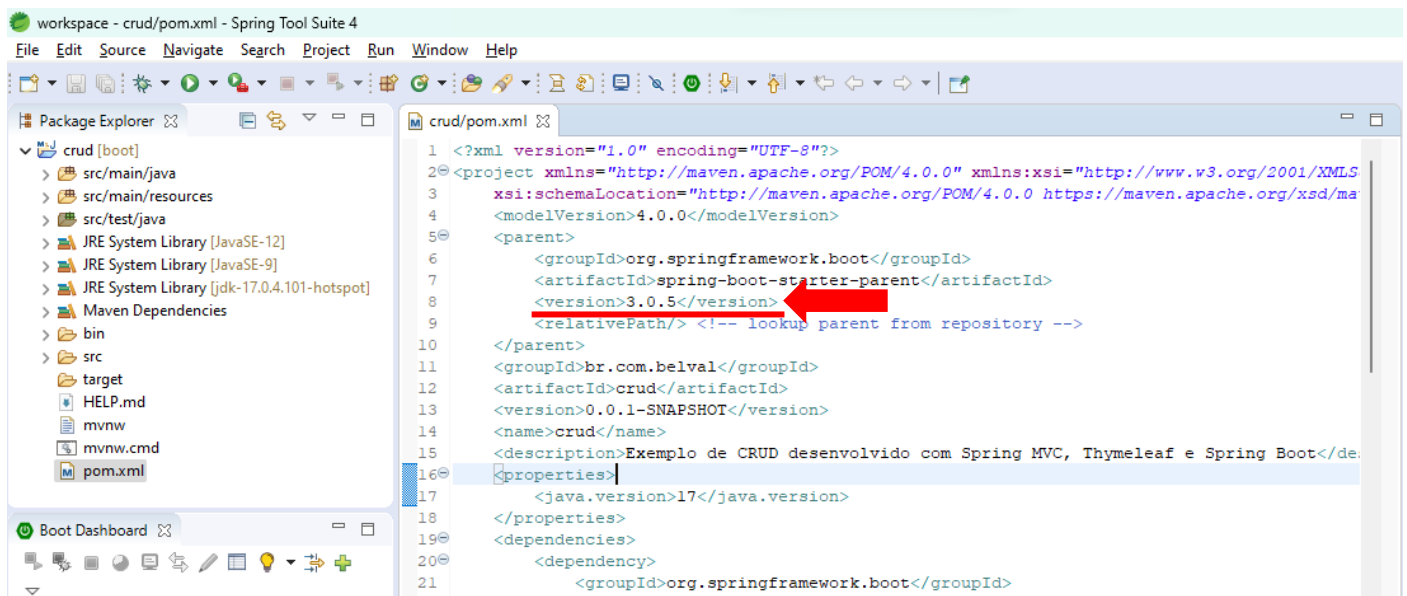 workspace - crud/pom.xml - Spring Tool Suite 4
File Edit Source Navigate Search Project Run Window Help
Package Explorer
crud [boot]
src/main/java
src/main/resources
src/test/java
JRE System Library [JavaSE-12]
JRE System Library [JavaSE-9]
JRE System Library [jdk-17.0.4.101-hotspot]
Maven Dependencies
bin
src
target
HELP.md
mvnw
mvnw.cmd
pom.xml
Boot Dashboard
crud/pom.xml
1 <?xml version="1.0" encoding="UTF-8"?>
2 <project xmlns="http://maven.apache.org/POM/4.0.0" xmlns:xsi="http://www.w3.org/2001/XMLS
3 xsi:schemaLocation="http://maven.apache.org/POM/4.0.0 https://maven.apache.org/xsd/ma
4 <modelVersion>4.0.0</modelVersion>
5 <parent>
6 <groupId>org.springframework.boot</groupId>
7 <artifactId>spring-boot-starter-parent</artifactId>
8 <version>3.0.5</version>
9 <relativePath/> <!-- lookup parent from repository -->
10 </parent>
11 <groupId>br.com.belval</groupId>
12 <artifactId>crud</artifactId>
13 <version>0.0.1-SNAPSHOT</version>
14 <name>crud</name>
15 <description>Exemplo de CRUD desenvolvido com Spring MVC, Thymeleaf e Spring Boot</de
16 <properties>
17 <java.version>17</java.version>
18 </properties>
19 <dependencies>
20 <dependency>
21 <groupId>org.springframework.boot</groupId>